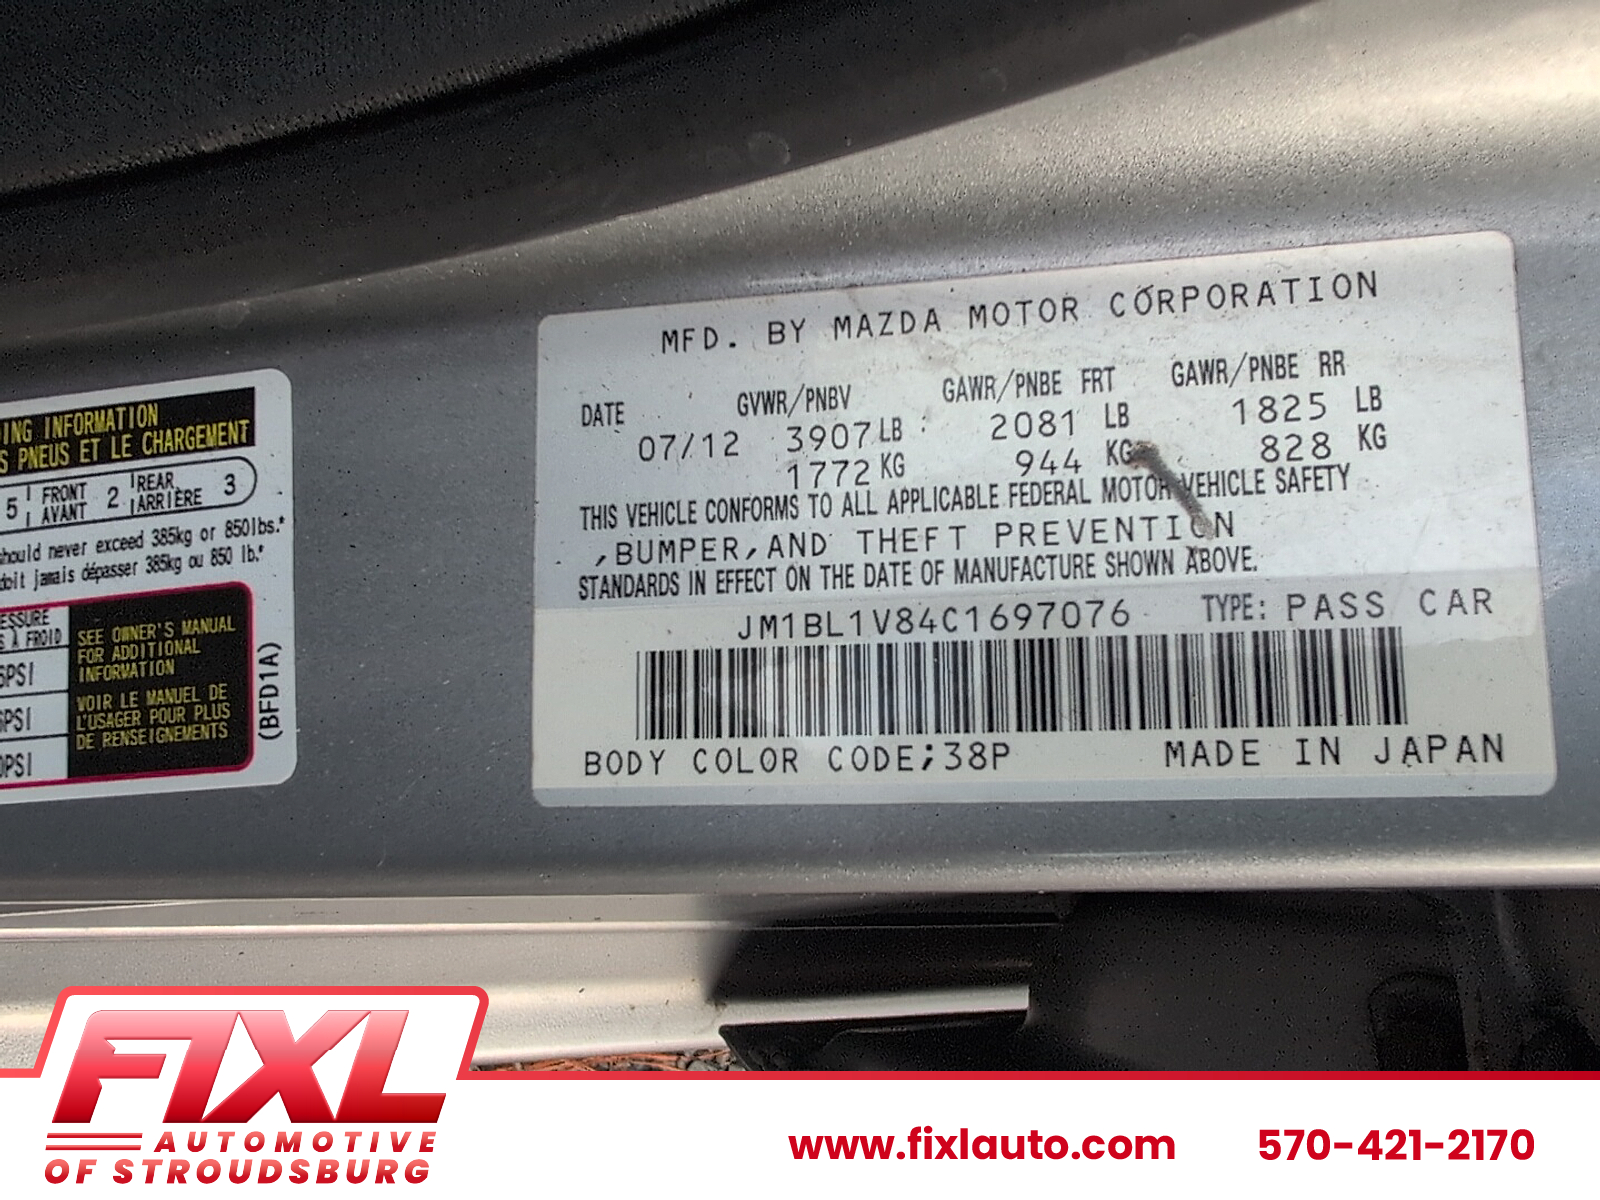 MFD. BY MAZDA MOTOR CORPORATION
DATE GVWR/PNBV GAWR/PNBE FRT GAWR/PNBE RR
07/12 3907 LB 2081 LB 1825 LB
1772 KG 944 KG 828 KG
THIS VEHICLE CONFORMS TO ALL APPLICABLE FEDERAL MOTOR VEHICLE SAFETY
,BUMPER,AND THEFT PREVENTION
STANDARDS IN EFFECT ON THE DATE OF MANUFACTURE SHOWN ABOVE.
JM1BL1V84C1697076 TYPE: PASS CAR
BODY COLOR CODE;38P MADE IN JAPAN
ING INFORMATION
PNEUS ET LE CHARGEMENT
5 FRONT AVANT 2 REAR ARRIÈRE 3
should never exceed 385kg or 850lbs.*
doit jamais dépasser 385kg ou 850 lb.*
À FROID
PSI
PSI
PSI
SEE OWNER'S MANUAL
FOR ADDITIONAL
INFORMATION
VOIR LE MANUEL DE
L'USAGER POUR PLUS
DE RENSEIGNEMENTS
(BFD1A)
FIXL
AUTOMOTIVE
OF STROUDSBURG
www.fixlauto.com 570-421-2170